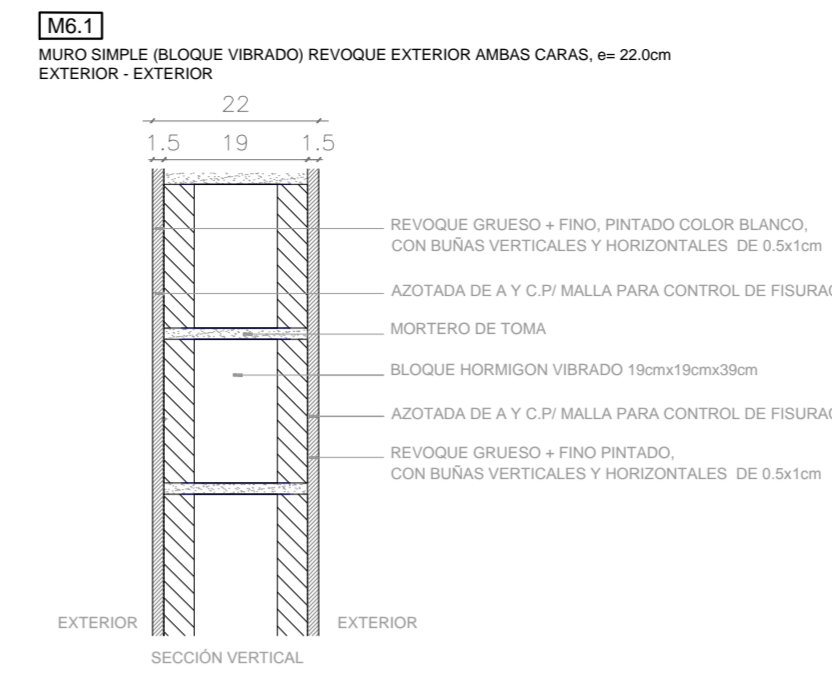 M6.1
MURO SIMPLE (BLOQUE VIBRADO) REVOQUE EXTERIOR AMBAS CARAS, e= 22.0cm
EXTERIOR - EXTERIOR
22
1.5 19 1.5
REVOQUE GRUESO + FINO, PINTADO COLOR BLANCO,
CON BUÑAS VERTICALES Y HORIZONTALES DE 0.5x1cm
AZOTADA DE A Y C.P/ MALLA PARA CONTROL DE
MORTERO DE TOMA
BLOQUE HORMIGON VIBRADO 19cmx19cmx39cm
AZOTADA DE A Y C.P/ MALLA PARA CONTROL DE
REVOQUE GRUESO + FINO PINTADO,
CON BUÑAS VERTICALES Y HORIZONTALES DE 0.5x1cm
EXTERIOR EXTERIOR
SECCIÓN VERTICAL